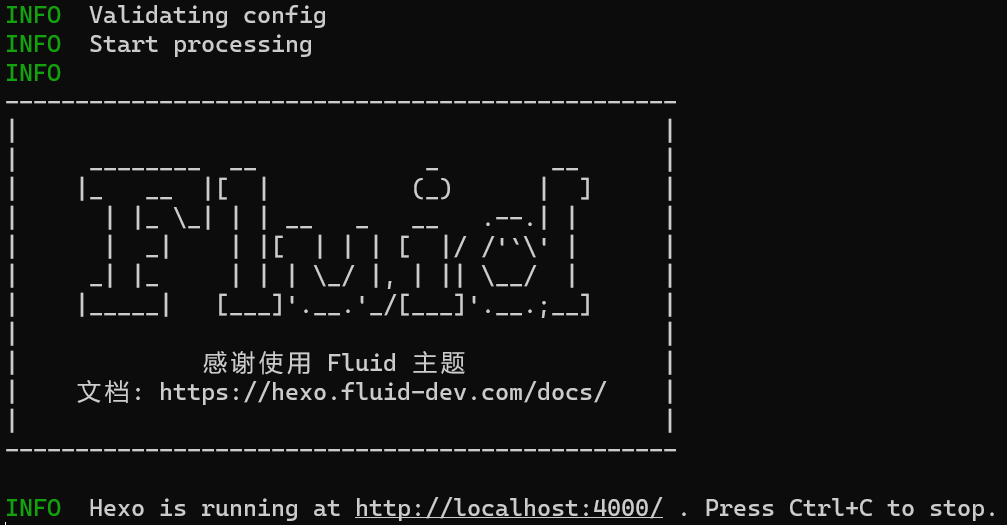 INFO  Validating config
INFO  Start processing
INFO
------------------------------------------------
|                                               |
|     ________  __            _        __      |
|    |_   __  |[  |          (_)      |  ]     |
|      | |_ \_| | | __   _   __   .--.| |      |
|      |  _|    | |[  | | | [  |/ /'`\' |      |
|     _| |_     | | | \_/ |, | || \__/  |      |
|    |_____|   [___]'.__.'_/[___]'.__.;__]     |
|                                               |
|            感谢使用 Fluid 主题                |
|    文档: https://hexo.fluid-dev.com/docs/    |
|                                               |
------------------------------------------------
INFO  Hexo is running at http://localhost:4000/ . Press Ctrl+C to stop.